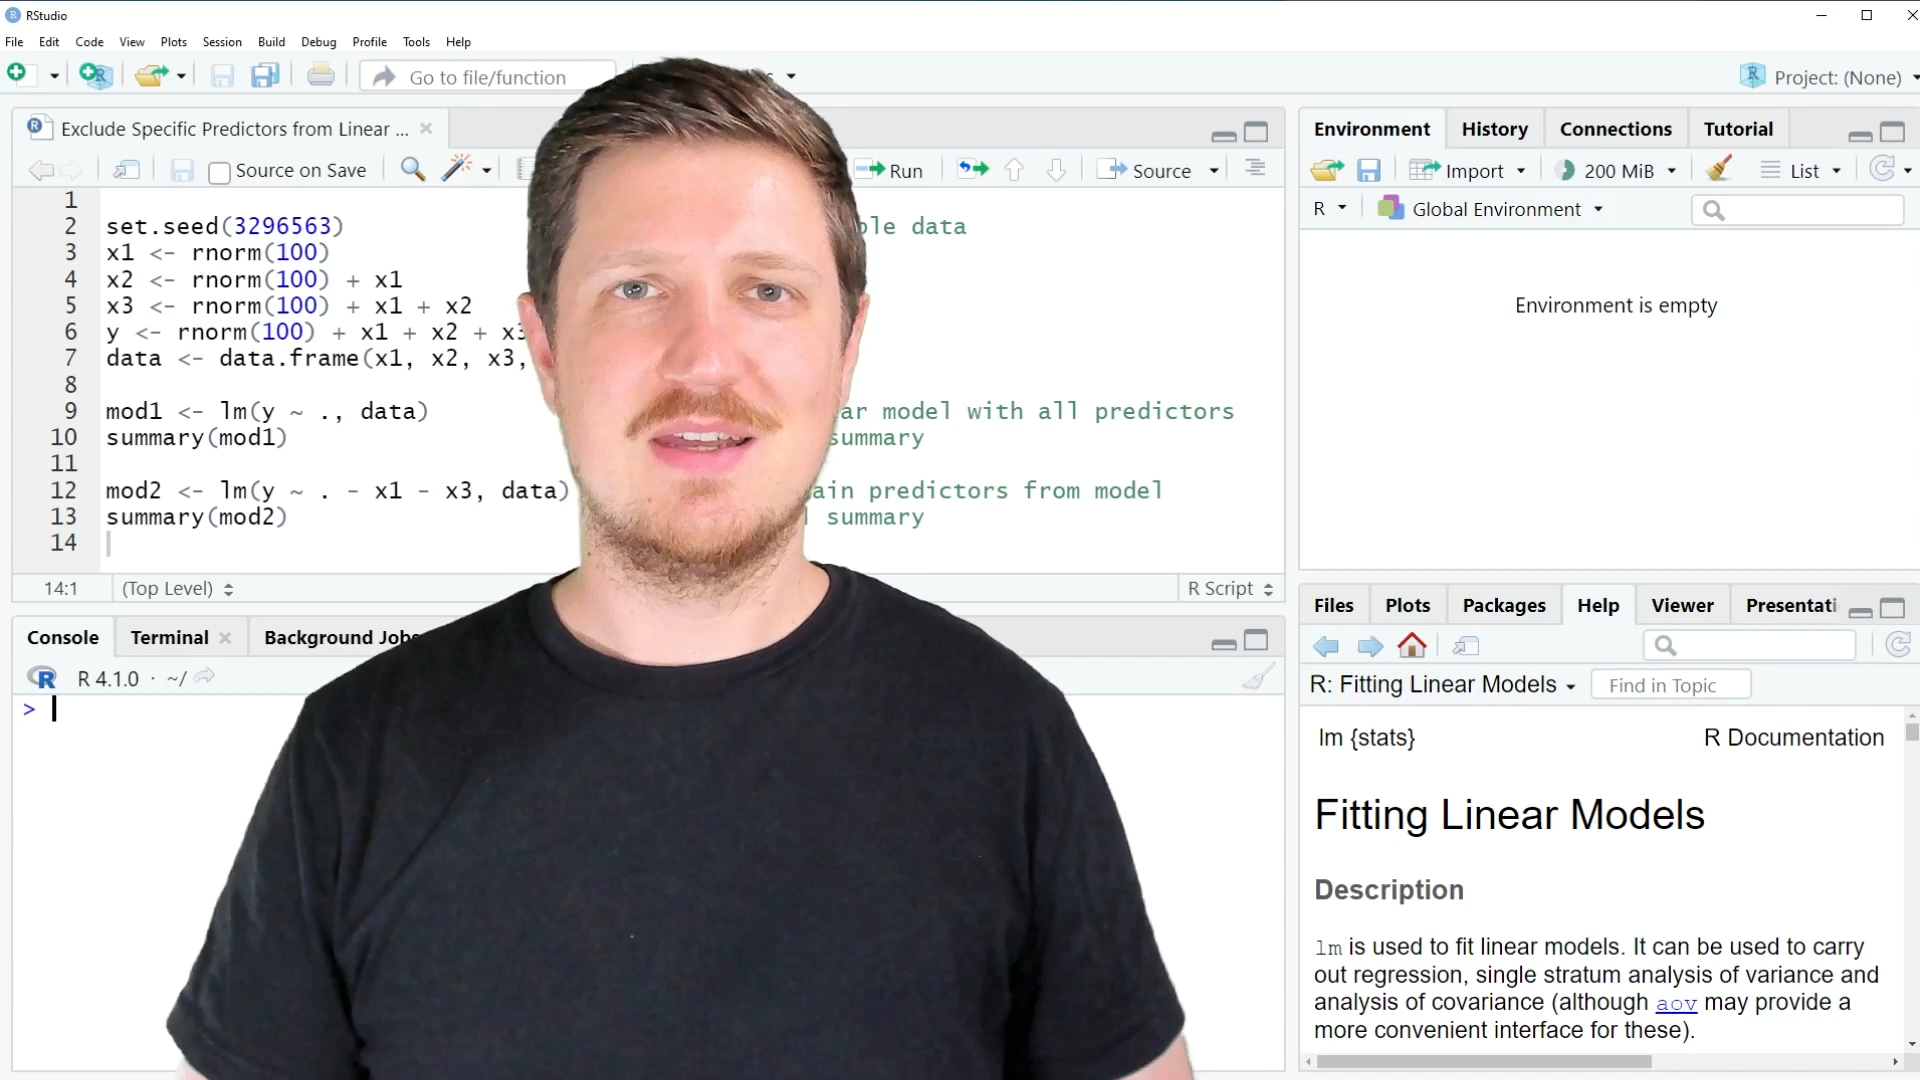 RStudio
File Edit Code View Plots Session Build Debug Profile Tools Help
Go to file/function
Project: (None)
Exclude Specific Predictors from Linear ...
Source on Save
Run
Source
1
2 set.seed(3296563) ble data
3 x1 <- rnorm(100)
4 x2 <- rnorm(100) + x1
5 x3 <- rnorm(100) + x1 + x2
6 y <- rnorm(100) + x1 + x2 + x3
7 data <- data.frame(x1, x2, x3,
8
9 mod1 <- lm(y ~ ., data) ar model with all predictors
10 summary(mod1) summary
11
12 mod2 <- lm(y ~ . - x1 - x3, data) ain predictors from model
13 summary(mod2) summary
14
14:1 (Top Level) R Script
Console Terminal Background Jobs
R 4.1.0 · ~/
>
Environment History Connections Tutorial
Import 200 MiB List
R Global Environment
Environment is empty
Files Plots Packages Help Viewer Presentati
R: Fitting Linear Models Find in Topic
lm {stats} R Documentation
Fitting Linear Models
Description
lm is used to fit linear models. It can be used to carry
out regression, single stratum analysis of variance and
analysis of covariance (although aov may provide a
more convenient interface for these).